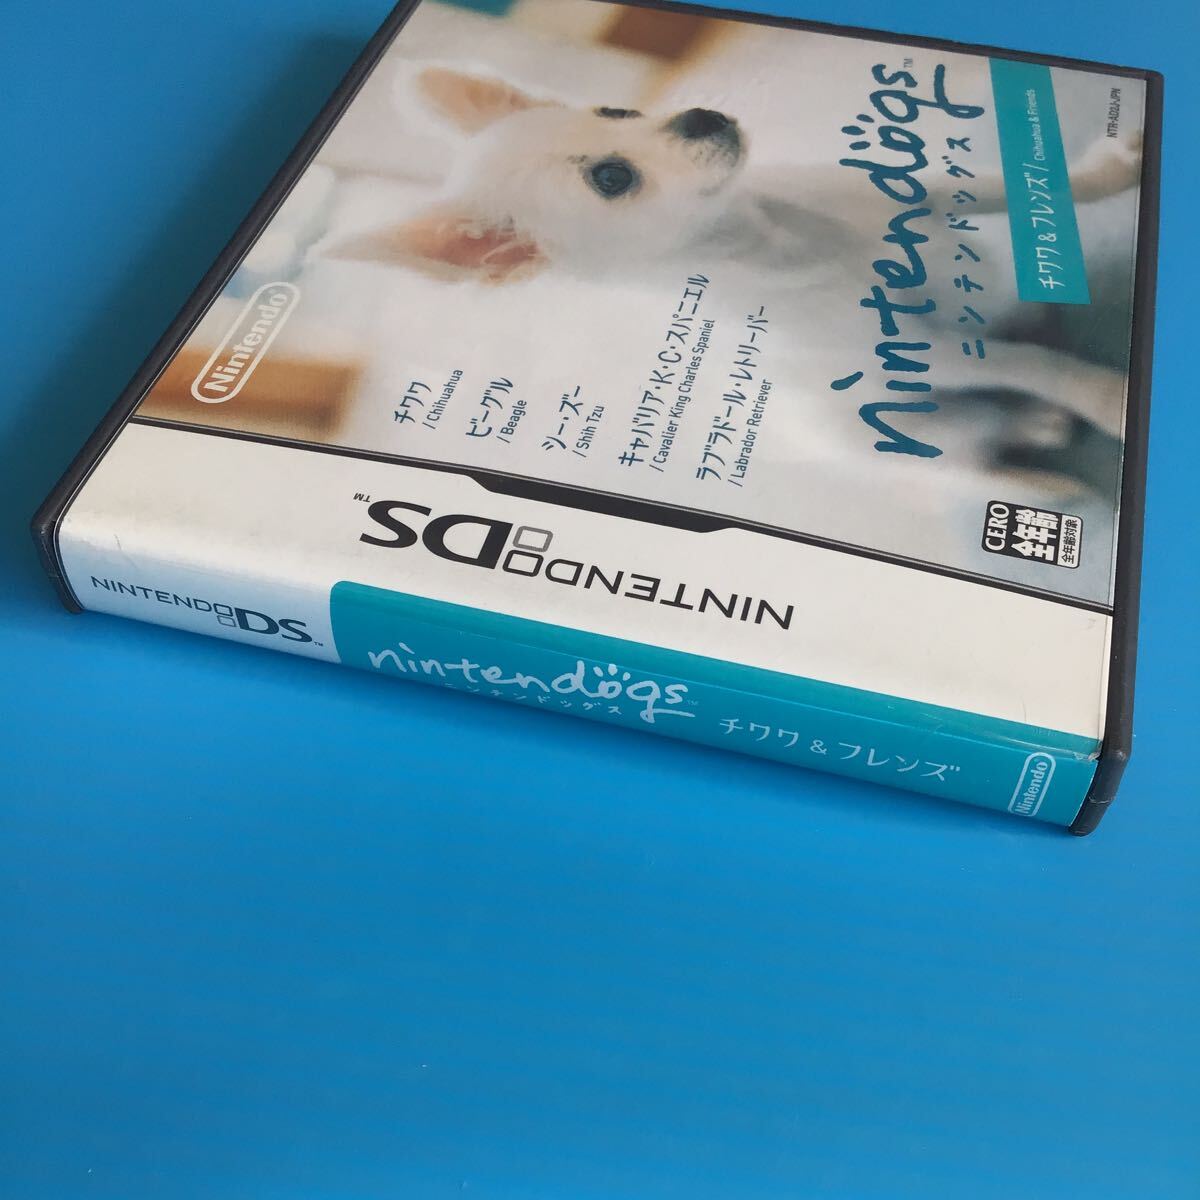 nintendogs™
ニンテンドッグス
チワワ & フレンズ / Chihuahua & Friends
NTR-AD2J-JPN
Nintendo
チワワ
/ Chihuahua
ビーグル
/ Beagle
シー・ズー
/ Shih Tzu
キャバリア・K・C・スパニエル
/ Cavalier King Charles Spaniel
ラブラドール・レトリーバー
/ Labrador Retriever
CERO
全年齢
全年齢対象
NINTENDO DS™
NINTENDO DS™
nintendogs™
ニンテンドッグス
チワワ & フレンズ
Nintendo